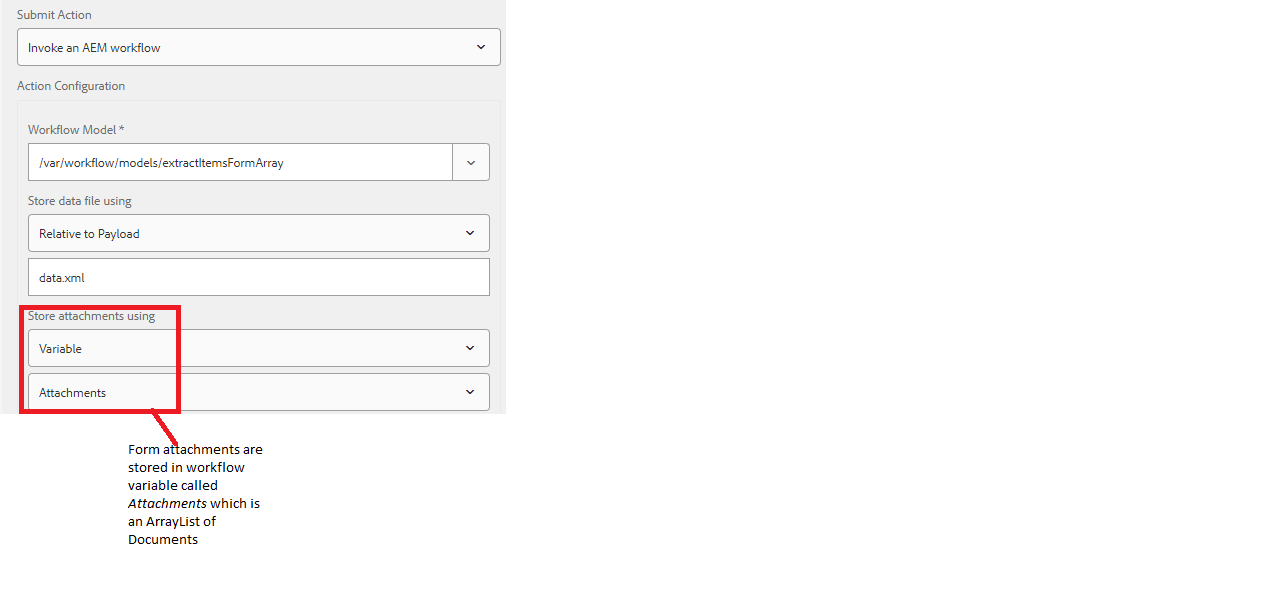 Submit Action
Invoke an AEM workflow
Action Configuration
Workflow Model *
/var/workflow/models/extractItemsFormArray
Store data file using
Relative to Payload
data.xml
Store attachments using
Variable
Attachments
Form attachments are
stored in workflow
variable called
Attachments which is
an ArrayList of
Documents